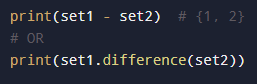 print(set1 - set2)  # {1, 2}
# OR
print(set1.difference(set2))